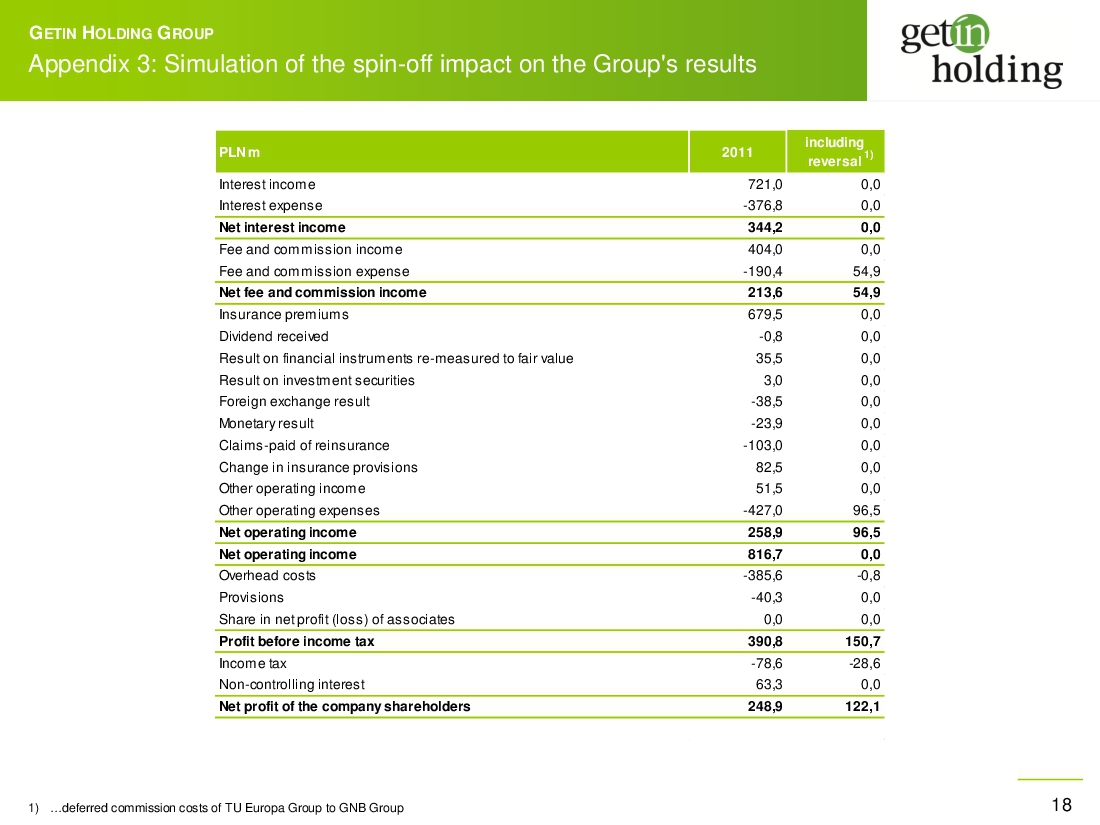 GETIN HOLDING GROUP
Appendix 3: Simulation of the spin-off impact on the Group's results
getin
holding
PLN m 2011 including reversal 1)
Interest income 721,0 0,0
Interest expense -376,8 0,0
Net interest income 344,2 0,0
Fee and commission income 404,0 0,0
Fee and commission expense -190,4 54,9
Net fee and commission income 213,6 54,9
Insurance premiums 679,5 0,0
Dividend received -0,8 0,0
Result on financial instruments re-measured to fair value 35,5 0,0
Result on investment securities 3,0 0,0
Foreign exchange result -38,5 0,0
Monetary result -23,9 0,0
Claims-paid of reinsurance -103,0 0,0
Change in insurance provisions 82,5 0,0
Other operating income 51,5 0,0
Other operating expenses -427,0 96,5
Net operating income 258,9 96,5
Net operating income 816,7 0,0
Overhead costs -385,6 -0,8
Provisions -40,3 0,0
Share in net profit (loss) of associates 0,0 0,0
Profit before income tax 390,8 150,7
Income tax -78,6 -28,6
Non-controlling interest 63,3 0,0
Net profit of the company shareholders 248,9 122,1
1) …deferred commission costs of TU Europa Group to GNB Group
18